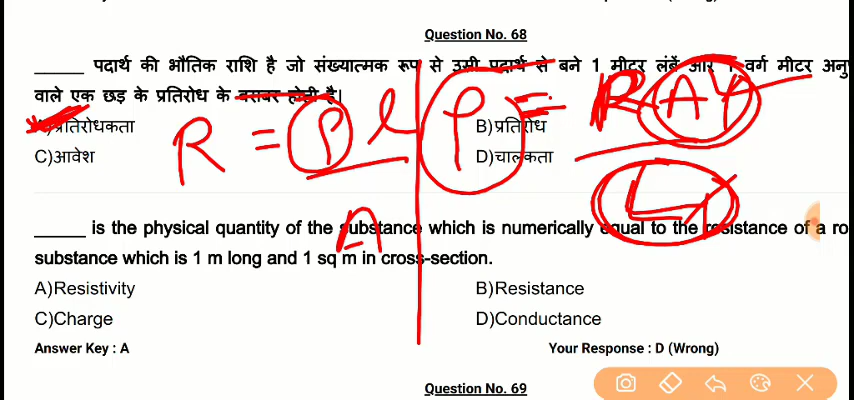 Question No. 68
_____ पदार्थ की भौतिक राशि है जो संख्यात्मक रूप से उसी पदार्थ से बने 1 मीटर लंबे और 1 वर्ग मीटर अनु
वाले एक छड़ के प्रतिरोध के बराबर होती है।
A)प्रतिरोधकता
B)प्रतिरोध
C)आवेश
D)चालकता
R = ρ l
A
ρ = R A
L
_____ is the physical quantity of the substance which is numerically equal to the resistance of a ro
substance which is 1 m long and 1 sq m in cross-section.
A)Resistivity
B)Resistance
C)Charge
D)Conductance
Answer Key : A
Your Response : D (Wrong)
Question No. 69